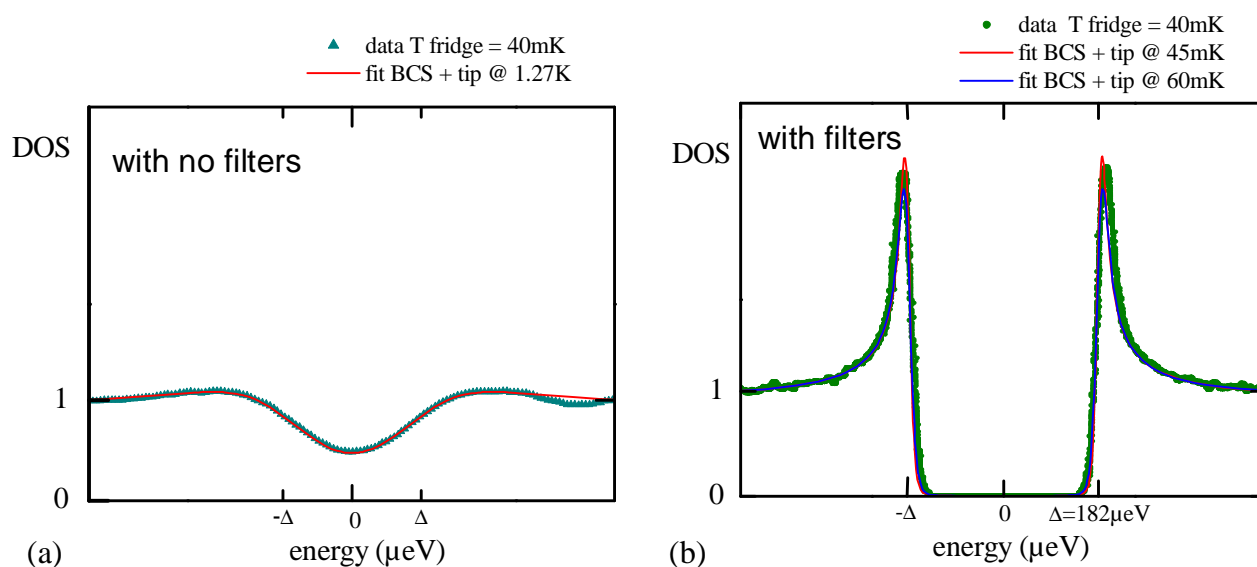 data T fridge = 40mK
fit BCS + tip @ 1.27K
DOS
with no filters
1
0
-Δ
0
Δ
(a)
energy (µeV)
data T fridge = 40mK
fit BCS + tip @ 45mK
fit BCS + tip @ 60mK
DOS
with filters
1
0
-Δ
0
Δ=182µeV
(b)
energy (µeV)